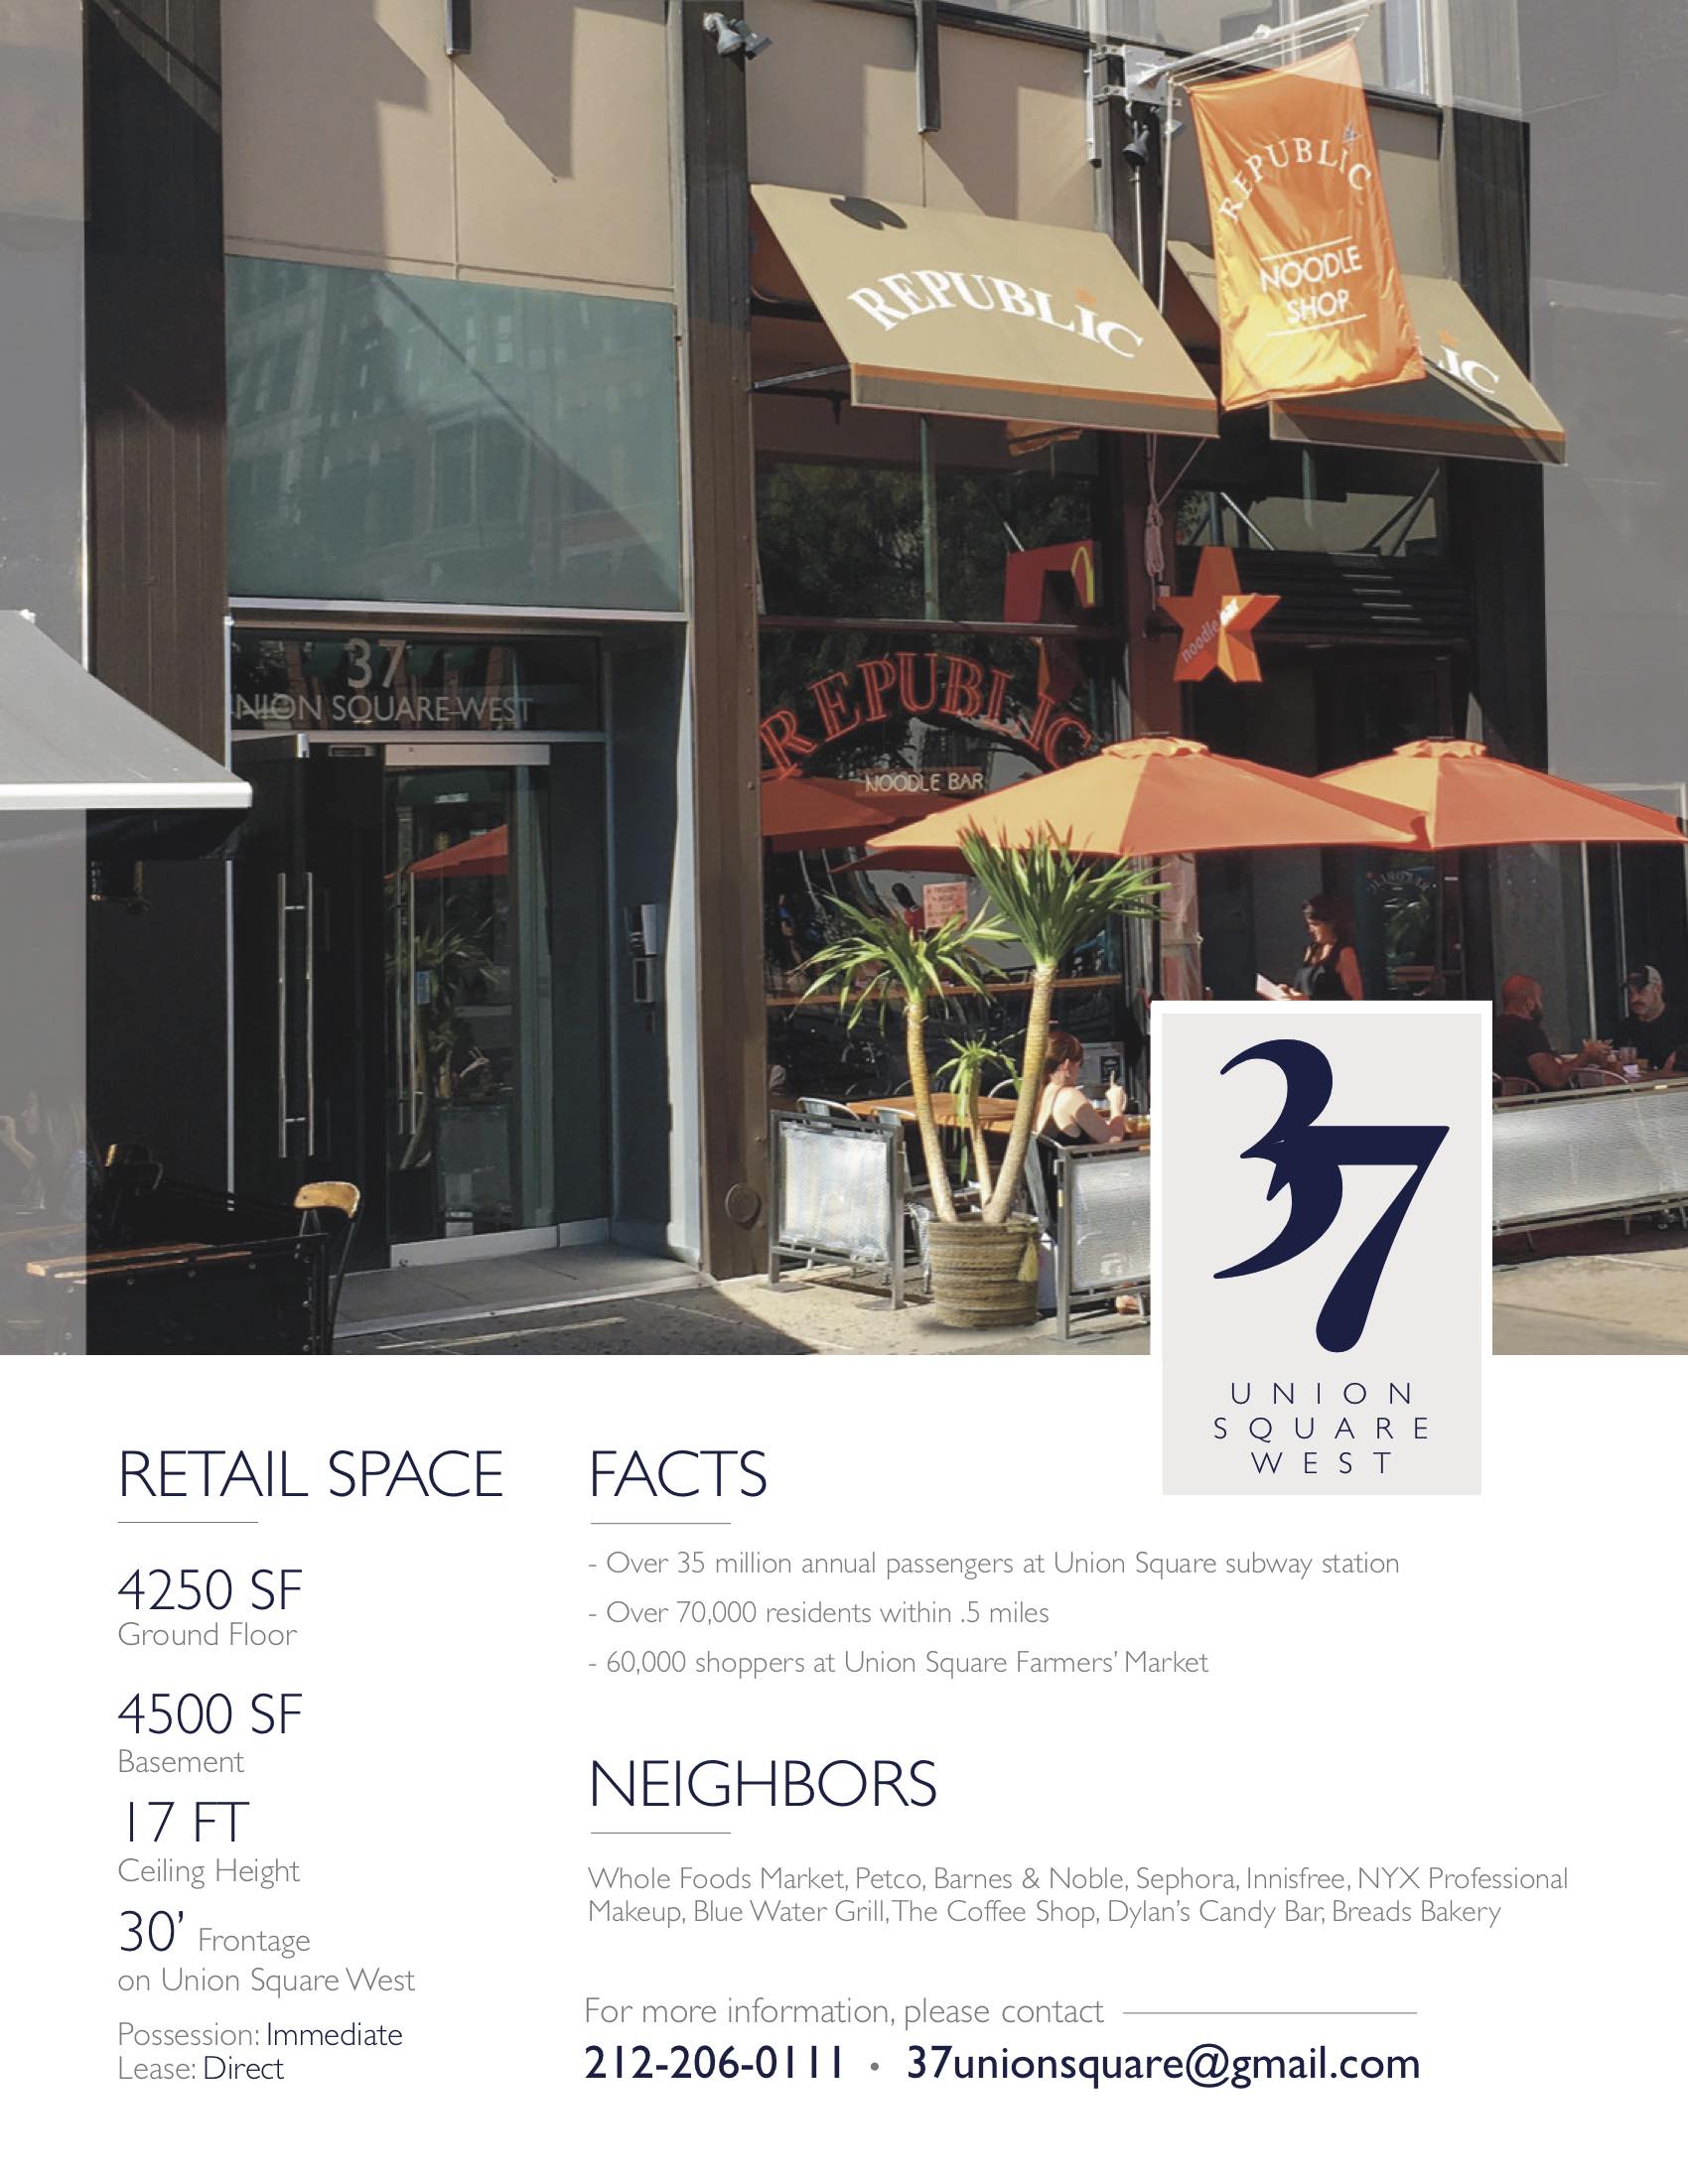 REPUBLIC
NOODLE
SHOP
REPUBLIC
LIC
noodle bar
37
UNION SQUARE WEST
REPUBLIC
NOODLE BAR
37
UNION
SQUARE
WEST
RETAIL SPACE
4250 SF
Ground Floor
4500 SF
Basement
17 FT
Ceiling Height
30’ Frontage
on Union Square West
Possession: Immediate
Lease: Direct
FACTS
- Over 35 million annual passengers at Union Square subway station
- Over 70,000 residents within .5 miles
- 60,000 shoppers at Union Square Farmers’ Market
NEIGHBORS
Whole Foods Market, Petco, Barnes & Noble, Sephora, Innisfree, NYX Professional
Makeup, Blue Water Grill, The Coffee Shop, Dylan’s Candy Bar, Breads Bakery
For more information, please contact
212-206-0111 • 37unionsquare@gmail.com